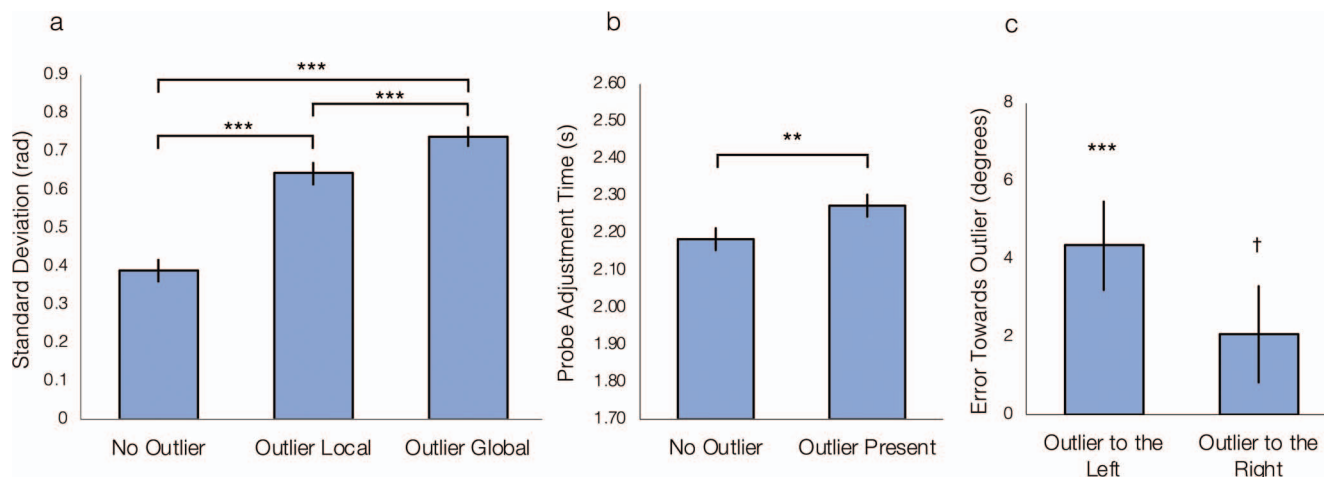 a
Standard Deviation (rad)
0.9
0.8
0.7
0.6
0.5
0.4
0.3
0.2
0.1
0
***
***
***
No Outlier
Outlier Local
Outlier Global
b
Probe Adjustment Time (s)
2.60
2.50
2.40
2.30
2.20
2.10
2.00
1.90
1.80
1.70
**
No Outlier
Outlier Present
c
Error Towards Outlier (degrees)
8
6
4
2
0
***
†
Outlier to the
Left
Outlier to the
Right